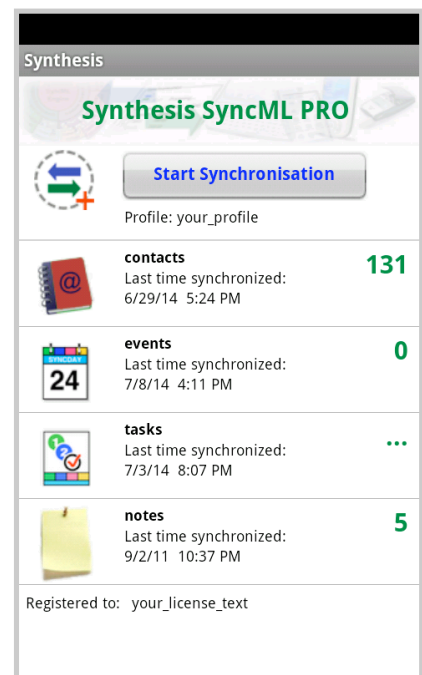 Synthesis
Synthesis SyncML PRO
Start Synchronisation
Profile: your_profile
contacts
131
Last time synchronized:
6/29/14 5:24 PM
@
events
0
Last time synchronized:
7/8/14 4:11 PM
SYNCDAY
24
tasks
...
Last time synchronized:
7/3/14 8:07 PM
1
2
notes
5
Last time synchronized:
9/2/11 10:37 PM
Registered to: your_license_text